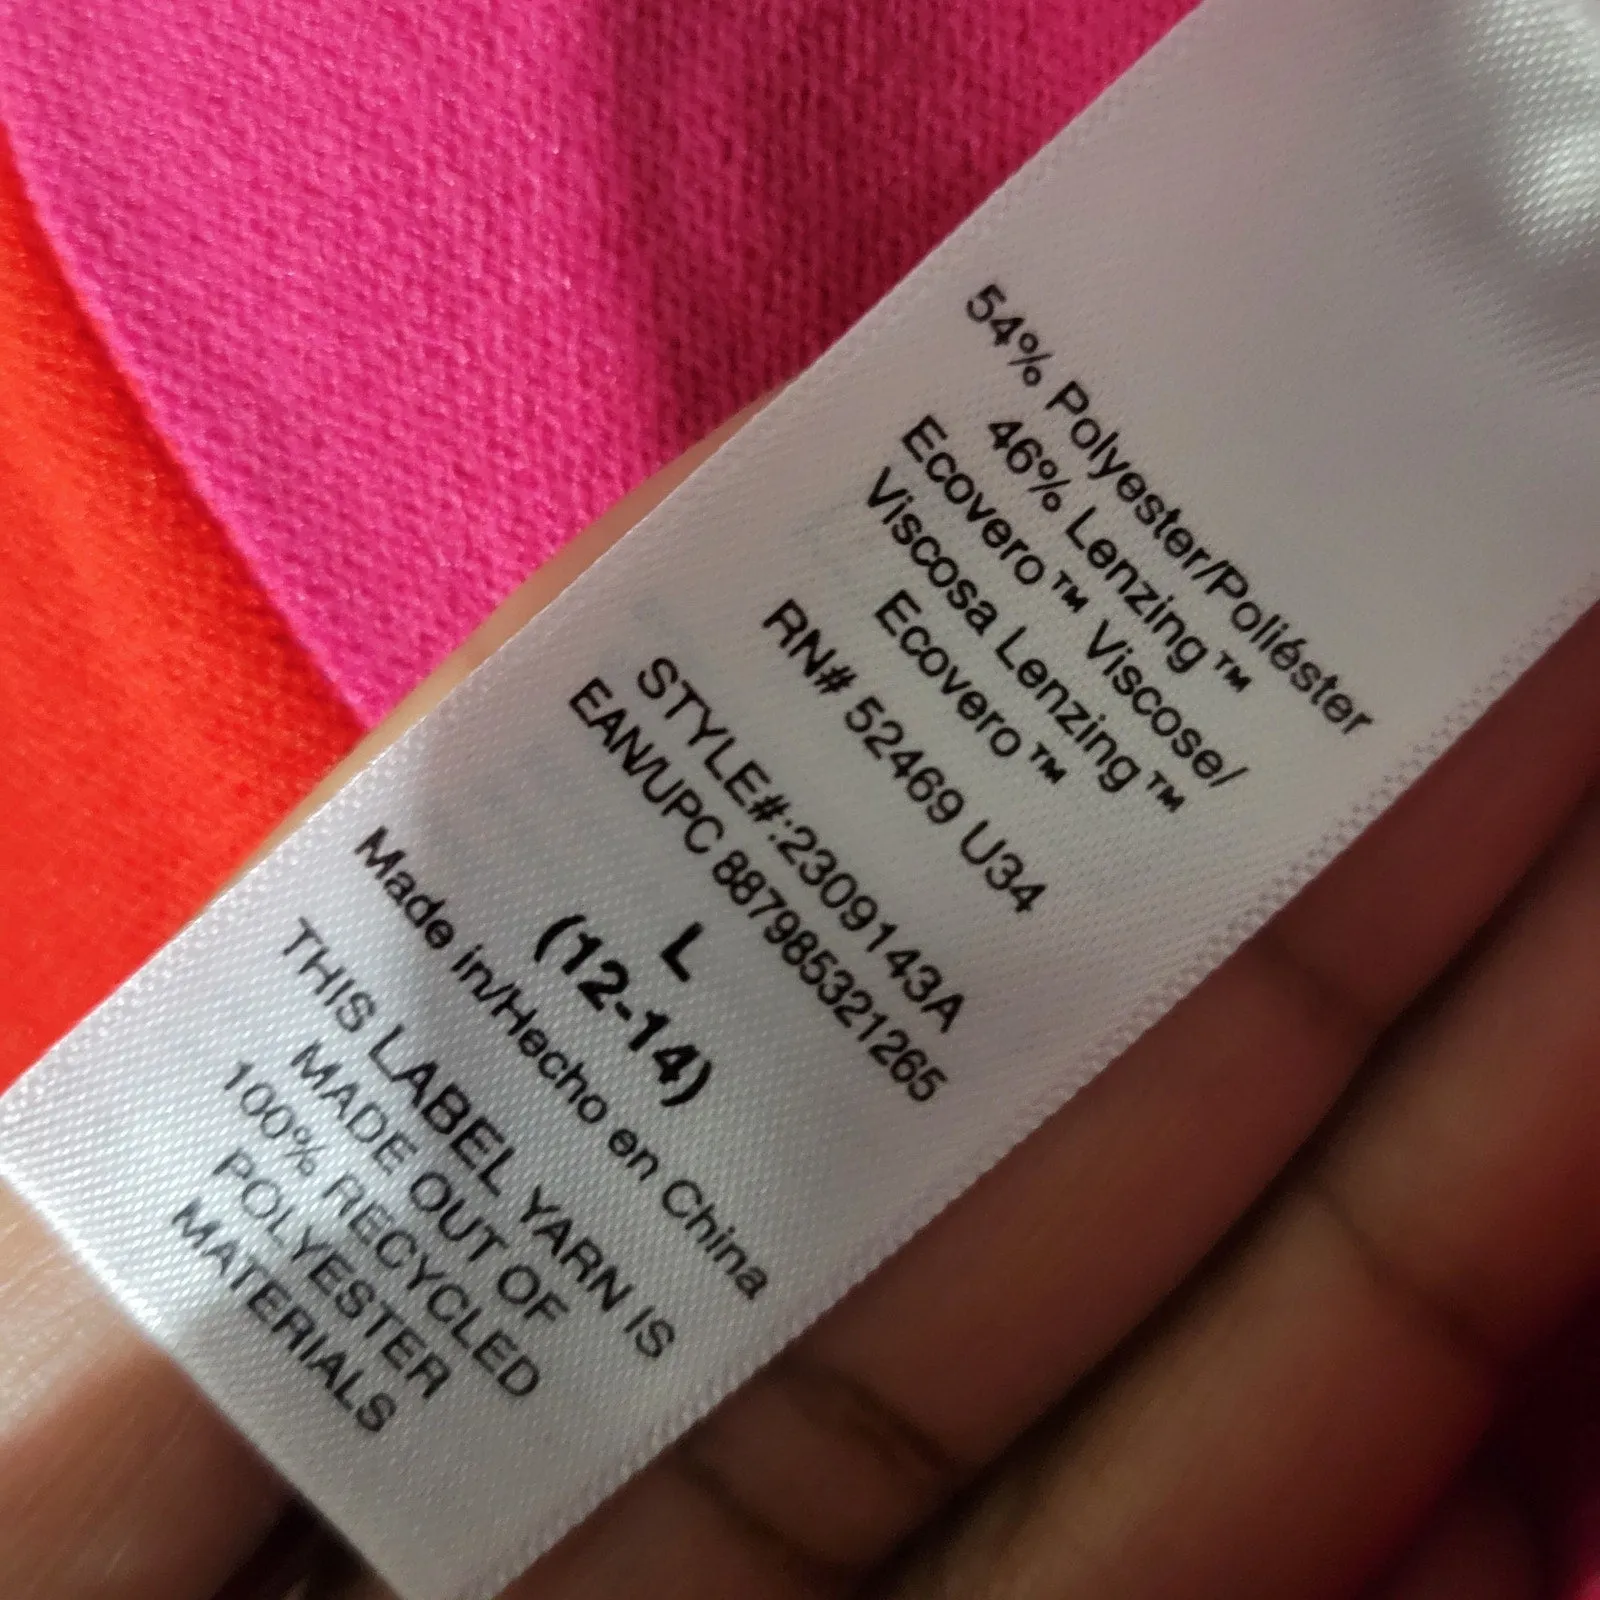 54% Polyester/Poliéster
46% Lenzing™
Ecovero™ Viscose/
Viscosa Lenzing™
Ecovero™
RN# 52469 U34
STYLE#:2309143A
EAN/UPC 887985321265
L
(12-14)
Made in/Hecho en China
THIS LABEL YARN IS
MADE OUT OF
100% RECYCLED
POLYESTER
MATERIALS